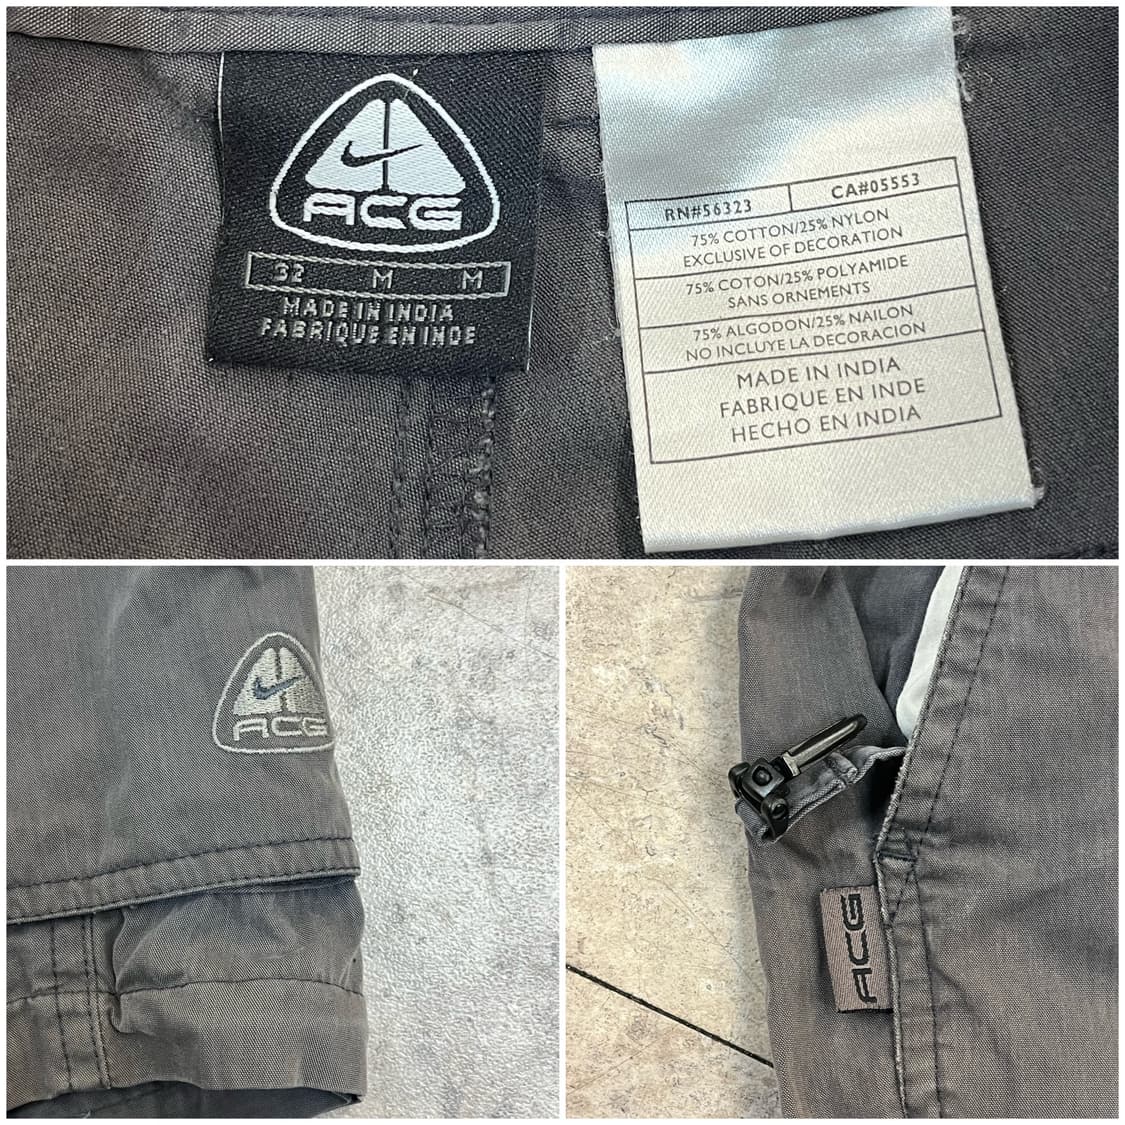 ACG
32 M M
MADE IN INDIA
FABRIQUE EN INDE
RN#56323 CA#05553
75% COTTON/25% NYLON
EXCLUSIVE OF DECORATION
75% COTON/25% POLYAMIDE
SANS ORNEMENTS
75% ALGODON/25% NAILON
NO INCLUYE LA DECORACION
MADE IN INDIA
FABRIQUE EN INDE
HECHO EN INDIA
ACG
ACG